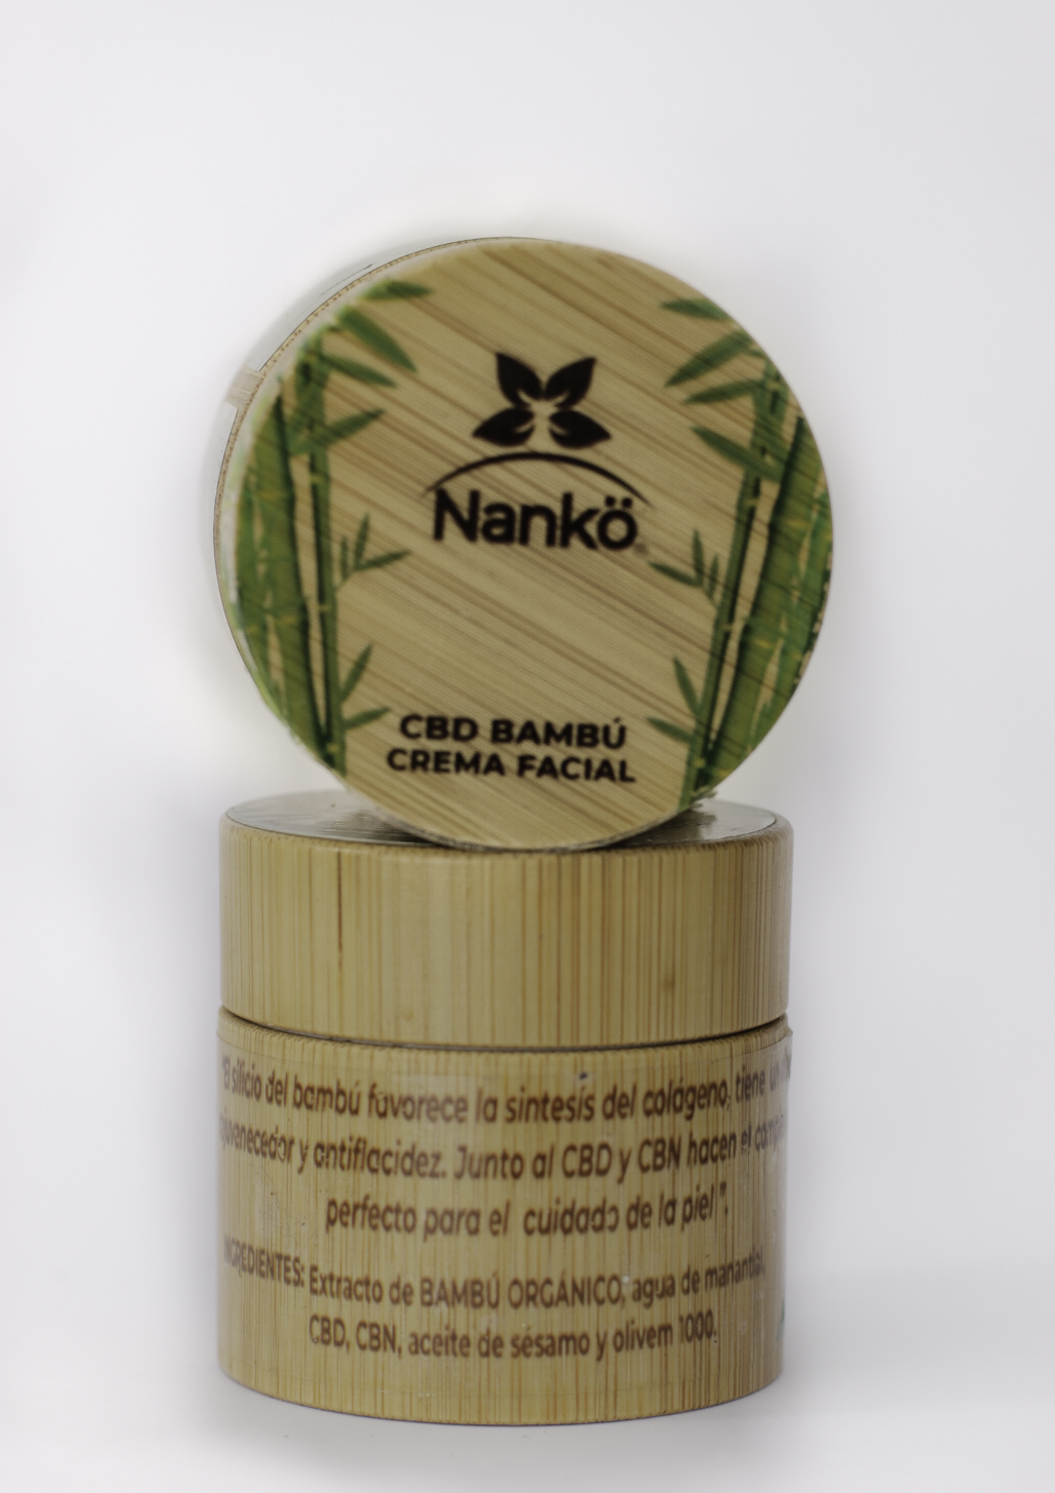 Nankö
CBD BAMBÚ
CREMA FACIAL
El silicio del bambú favorece la síntesis del colágeno, tiene un
y antiflacidez. Junto al CBD y CBN hacen el
perfecto para el cuidado de la piel".
INGREDIENTES: Extracto de BAMBÚ ORGÁNICO, agua de manantial,
CBD, CBN, aceite de sésamo y olivem 1000.